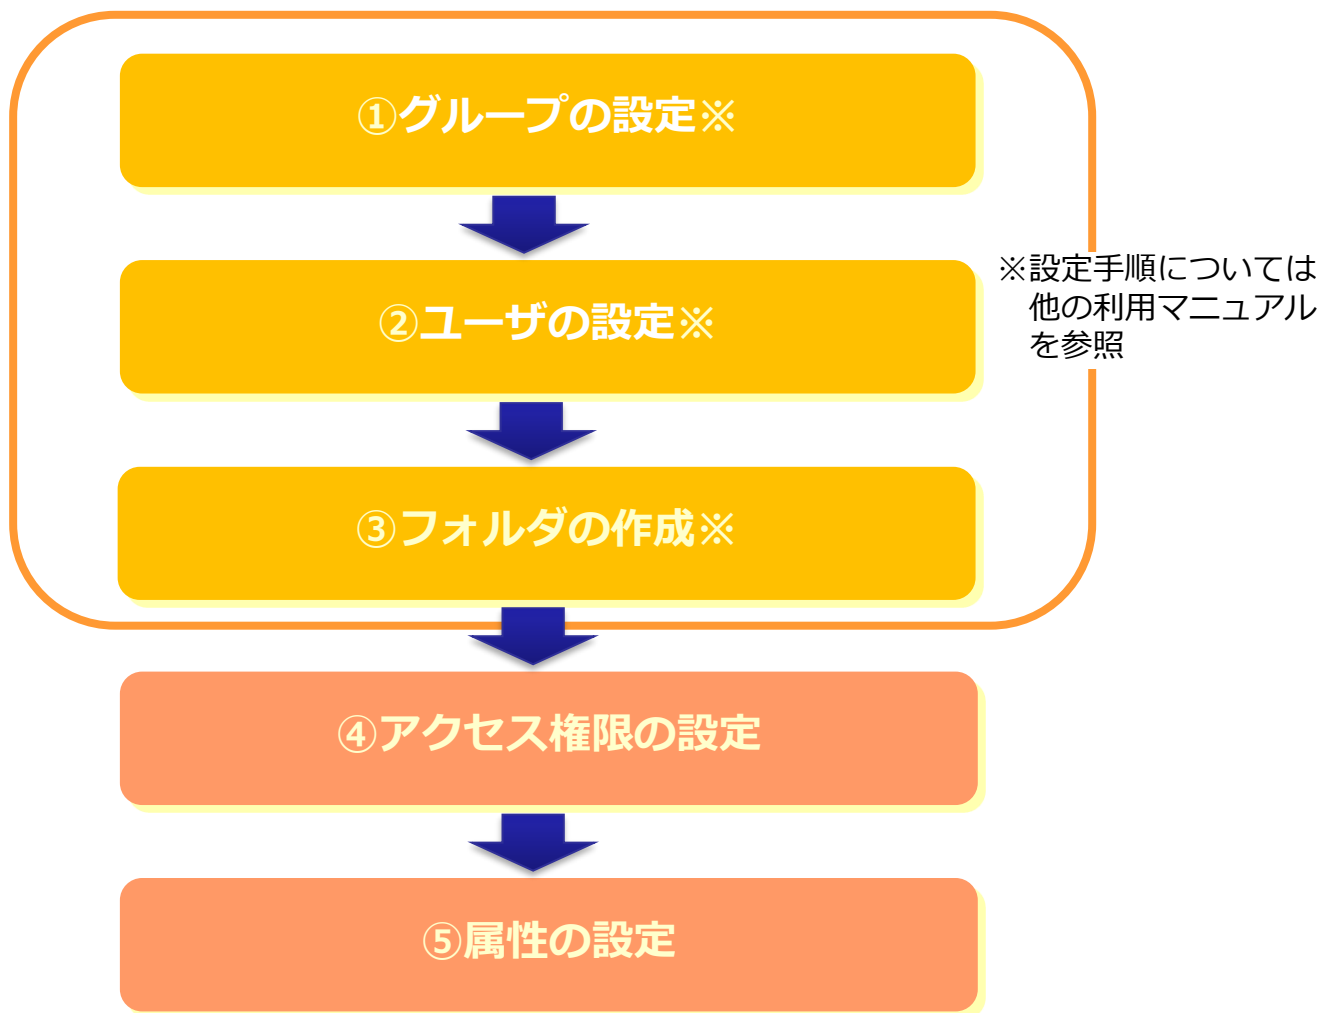 ①グループの設定※
②ユーザの設定※
※設定手順については
他の利用マニュアル
を参照
③フォルダの作成※
④アクセス権限の設定
⑤属性の設定